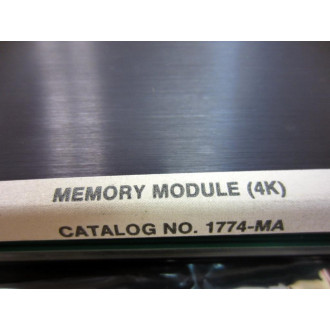 MEMORY MODULE (4K)
CATALOG NO. 1774-MA